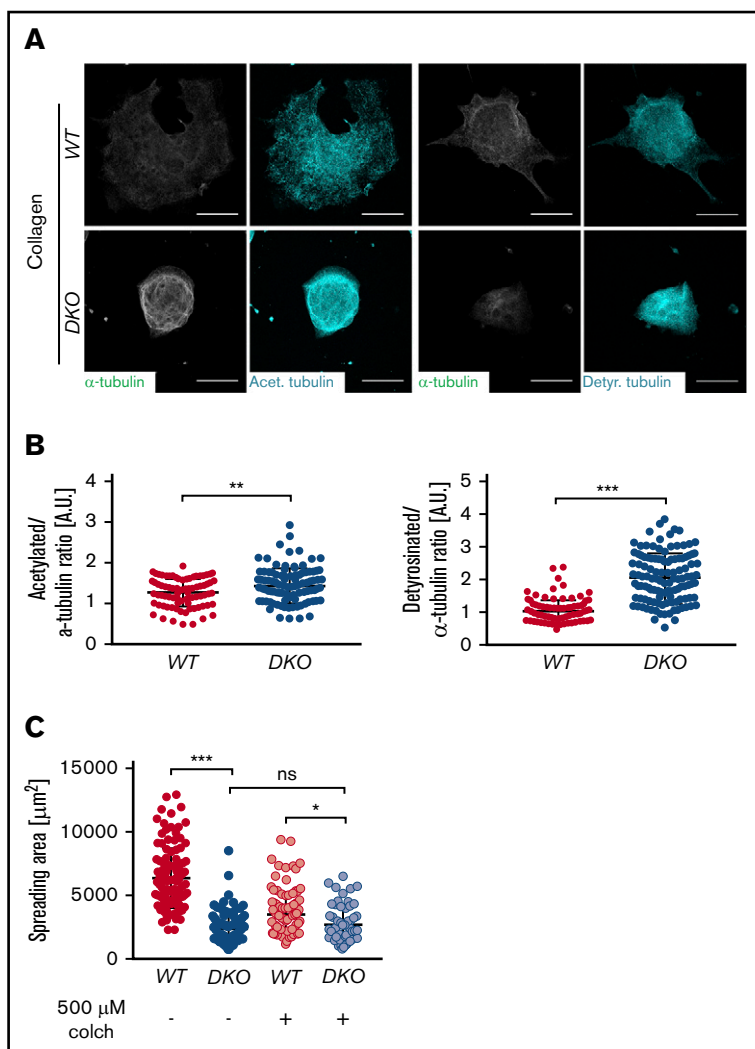 A
Collagen
WT
DKO
α-tubulin
Acet. tubulin
α-tubulin
Detyr. tubulin
B
Acetylated/
a-tubulin ratio [A.U.]
4
3
2
1
0
**
WT
DKO
Detyrosinated/
α-tubulin ratio [A.U.]
5
4
3
2
1
0
***
WT
DKO
C
Spreading area [μm²]
15000
10000
5000
0
***
ns
*
WT
DKO
WT
DKO
500 μM
colch
- - + +